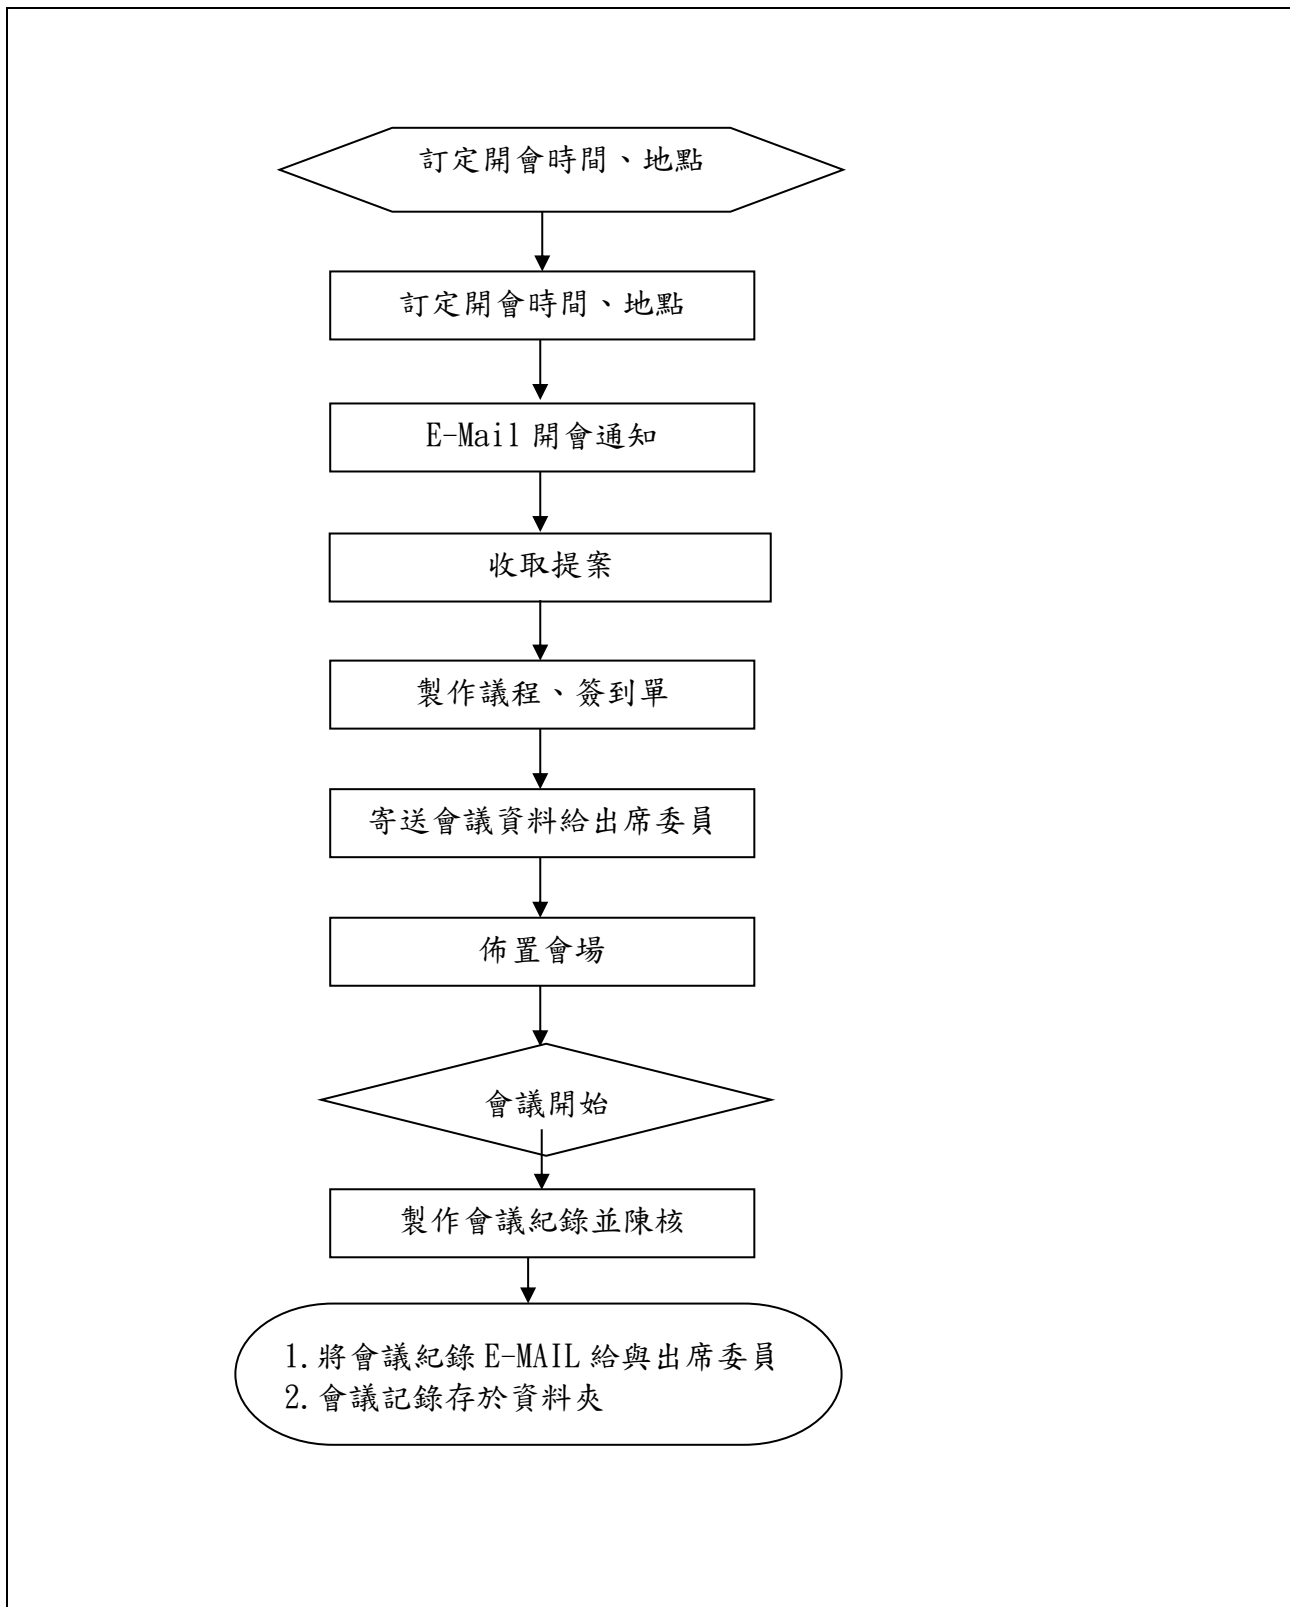 訂定開會時間、地點
訂定開會時間、地點
E-Mail 開會通知
收取提案
製作議程、簽到單
寄送會議資料給出席委員
佈置會場
會議開始
製作會議紀錄並陳核
1.將會議紀錄 E-MAIL 給與出席委員
2.會議記錄存於資料夾